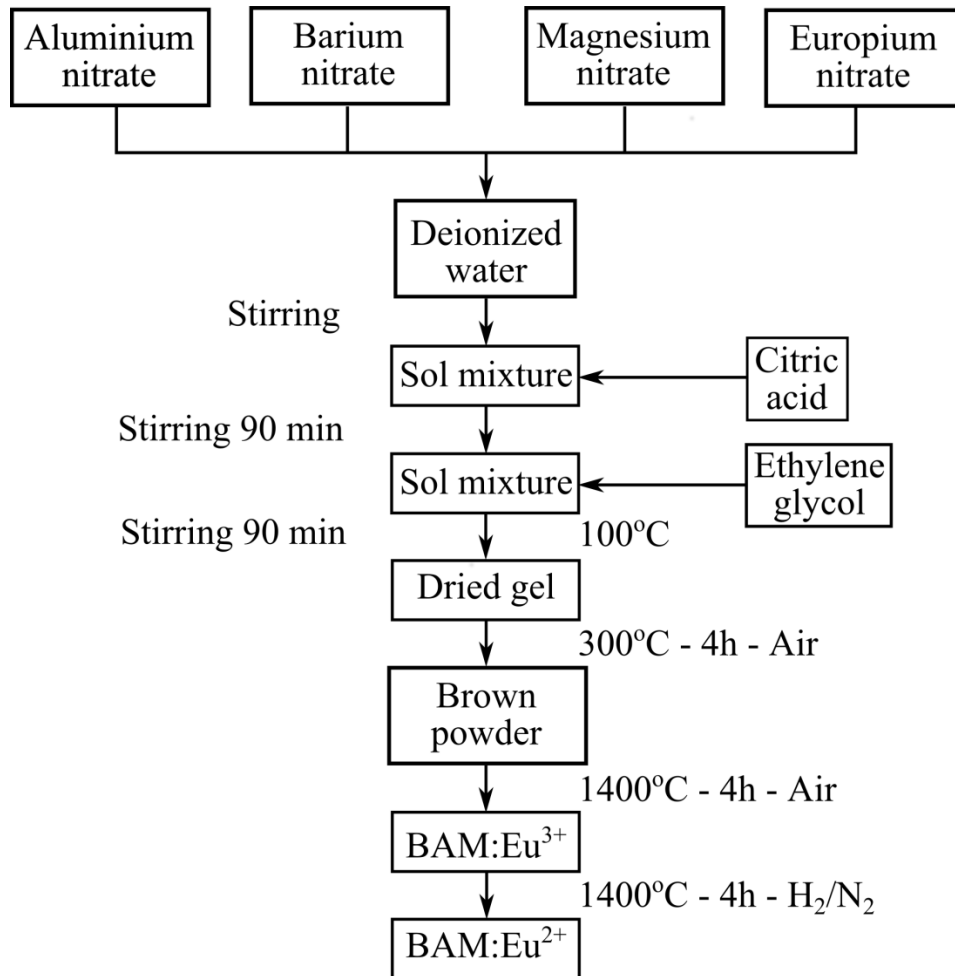 Aluminium
nitrate
Barium
nitrate
Magnesium
nitrate
Europium
nitrate
Deionized
water
Stirring
Sol mixture
Citric
acid
Stirring 90 min
Sol mixture
Ethylene
glycol
Stirring 90 min
100ºC
Dried gel
300ºC - 4h - Air
Brown
powder
1400ºC - 4h - Air
BAM:Eu³⁺
1400ºC - 4h - H₂/N₂
BAM:Eu²⁺